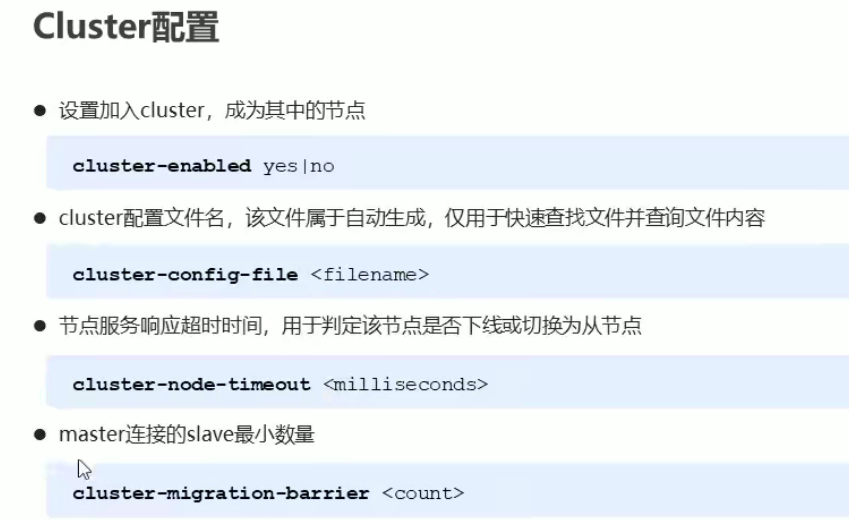 Cluster配置
● 设置加入cluster，成为其中的节点
cluster-enabled yes|no
● cluster配置文件名，该文件属于自动生成，仅用于快速查找文件并查询文件内容
cluster-config-file <filename>
● 节点服务响应超时时间，用于判定该节点是否下线或切换为从节点
cluster-node-timeout <milliseconds>
● master连接的slave最小数量
cluster-migration-barrier <count>